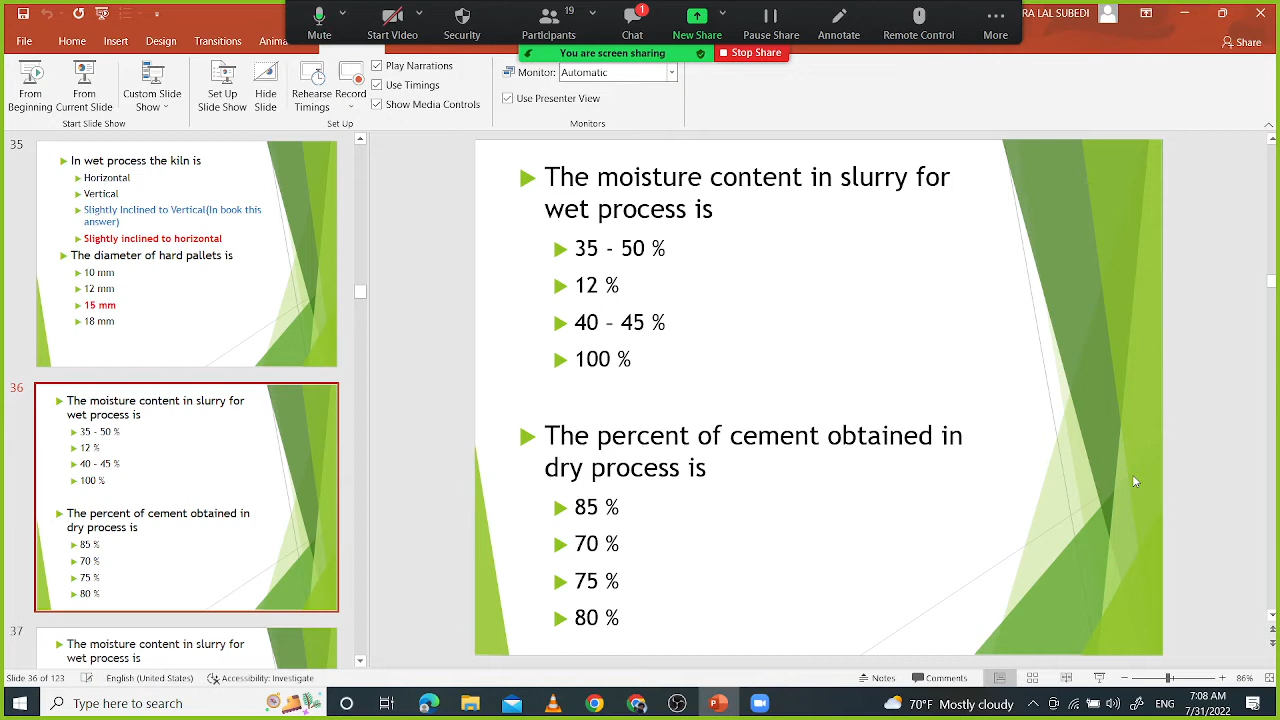 Mute
Start Video
Security
19
Participants
1
Chat
New Share
Pause Share
Annotate
Remote Control
More
RA LAL SUBEDI
You are screen sharing
Stop Share
File
Home
Insert
Design
Transitions
Anima
Share
From Beginning
From Current Slide
Custom Slide Show
Set Up Slide Show
Hide Slide
Rehearse Timings
Record
Play Narrations
Use Timings
Show Media Controls
Monitor:
Automatic
Use Presenter View
Start Slide Show
Set Up
Monitors
35
In wet process the kiln is
Horizontal
Vertical
Slightly Inclined to Vertical(In book this
answer)
Slightly inclined to horizontal
The diameter of hard pallets is
10 mm
12 mm
15 mm
18 mm
36
The moisture content in slurry for
wet process is
35 - 50 %
12 %
40 - 45 %
100 %
The percent of cement obtained in
dry process is
85 %
70 %
75 %
80 %
37
The moisture content in slurry for
wet process is
The moisture content in slurry for
wet process is
35 - 50 %
12 %
40 – 45 %
100 %
The percent of cement obtained in
dry process is
85 %
70 %
75 %
80 %
Slide 36 of 123
English (United States)
Accessibility: Investigate
Notes
Comments
86%
Type here to search
70°F Mostly cloudy
ENG
7:08 AM
7/31/2022